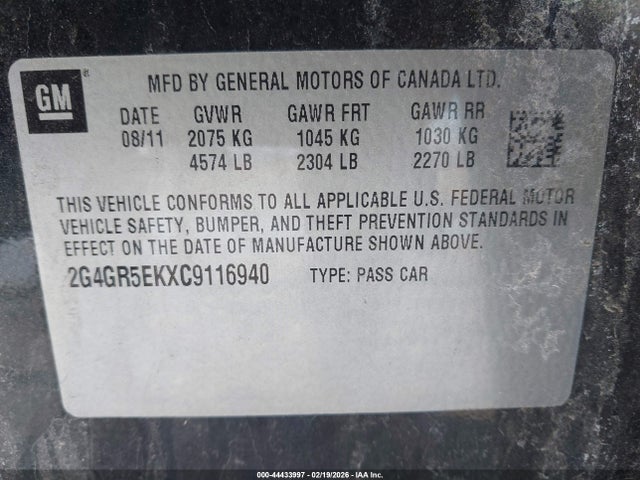 GM ®
MFD BY GENERAL MOTORS OF CANADA LTD.
DATE GVWR GAWR FRT GAWR RR
08/11 2075 KG 1045 KG 1030 KG
4574 LB 2304 LB 2270 LB
THIS VEHICLE CONFORMS TO ALL APPLICABLE U.S. FEDERAL MOTOR
VEHICLE SAFETY, BUMPER, AND THEFT PREVENTION STANDARDS IN
EFFECT ON THE DATE OF MANUFACTURE SHOWN ABOVE.
2G4GR5EKXC9116940 TYPE: PASS CAR
000-44433997 - 02/19/2026 - IAA Inc.